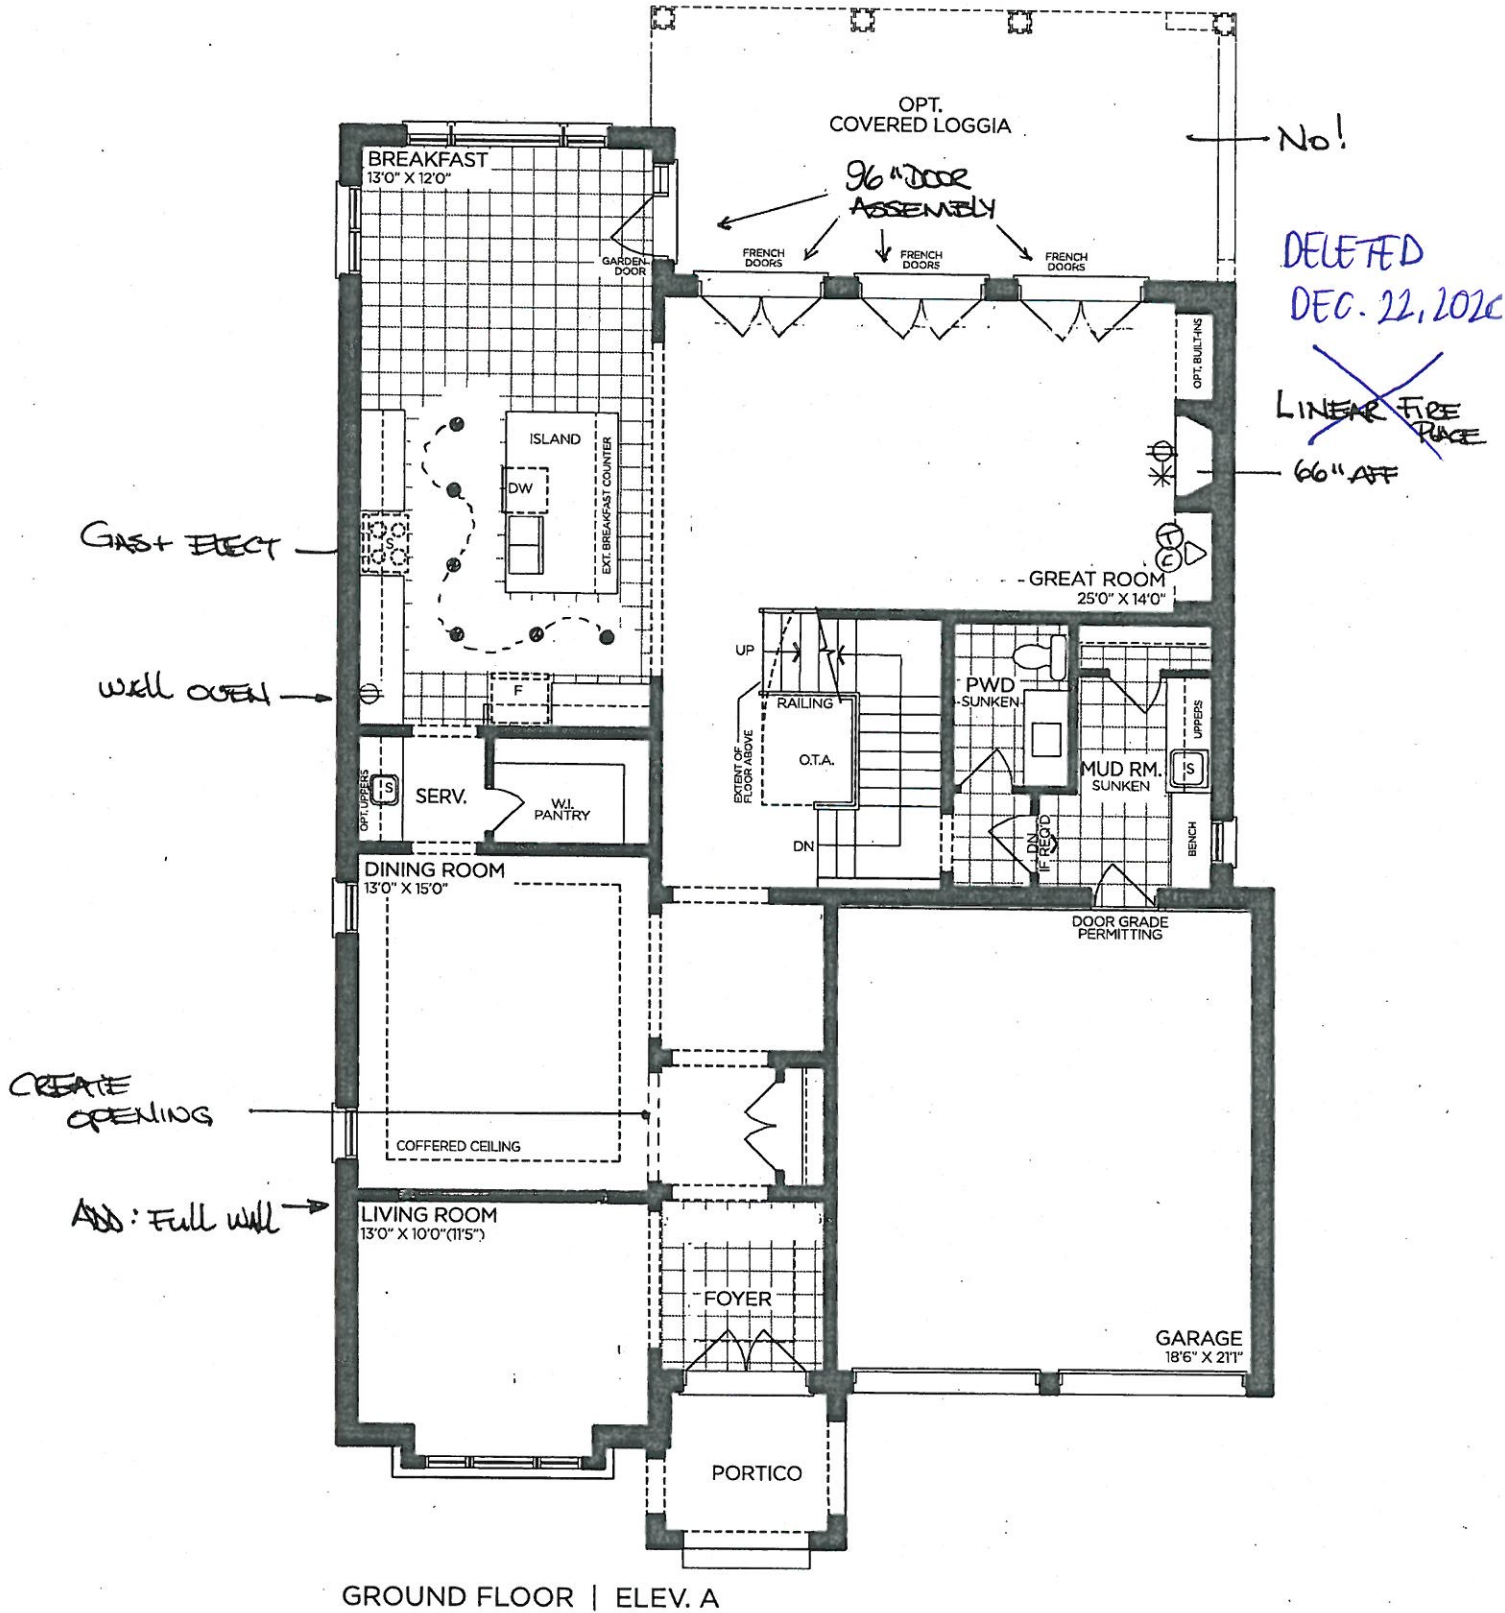 OPT.
COVERED LOGGIA
No!
BREAKFAST
13'0" X 12'0"
96" DOOR
ASSEMBLY
GARDEN
DOOR
FRENCH
DOORS
FRENCH
DOORS
FRENCH
DOORS
DELETED
DEC. 22, 202
OPT. BUILT-INS
LINEAR FIRE
PLACE
66" AFF
ISLAND
DW
EXT. BREAKFAST COUNTER
GAS + ELECT
S
T
C
GREAT ROOM
25'0" X 14'0"
WALL OVEN
F
UP
RAILING
O.T.A.
EXTENT OF
FLOOR ABOVE
DN
PWD
SUNKEN
UPPERS
MUD RM.
SUNKEN
S
BENCH
DN
IF REQ'D
OPT. UPPERS
S
SERV.
W.I.
PANTRY
DINING ROOM
13'0" X 15'0"
DOOR GRADE
PERMITTING
CREATE
OPENING
COFFERED CEILING
ADD: FULL WALL
LIVING ROOM
13'0" X 10'0"(11'5")
FOYER
GARAGE
18'6" X 21'1"
PORTICO
GROUND FLOOR | ELEV. A